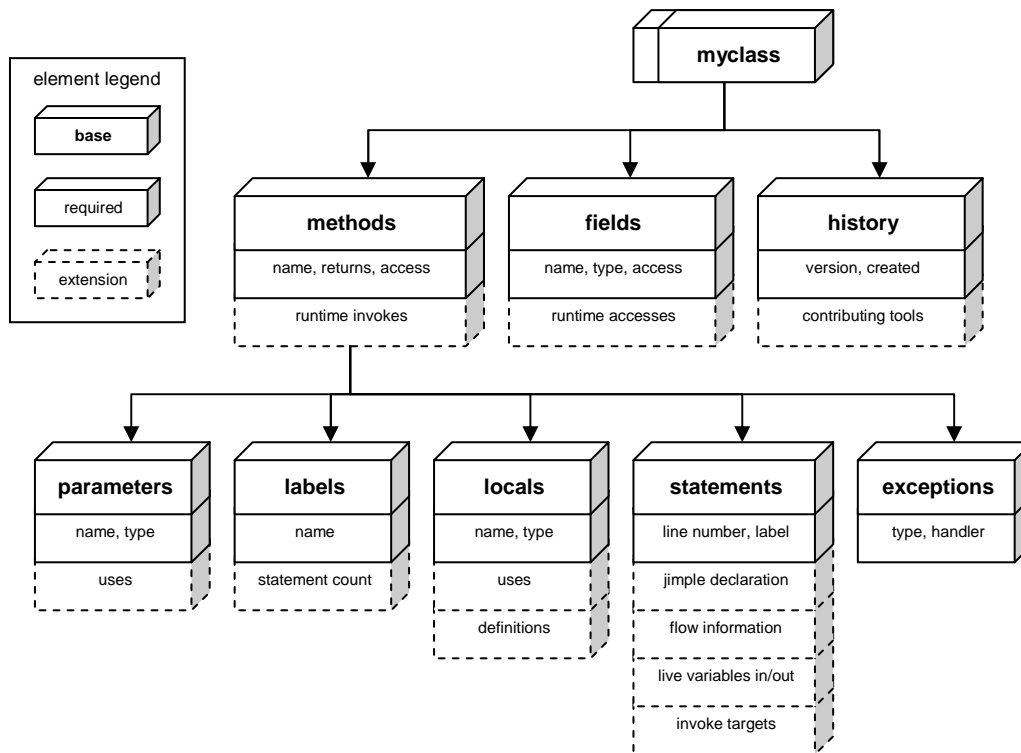 myclass
element legend
base
required
extension
methods
name, returns, access
runtime invokes
fields
name, type, access
runtime accesses
history
version, created
contributing tools
parameters
name, type
uses
labels
name
statement count
locals
name, type
uses
definitions
statements
line number, label
jimple declaration
flow information
live variables in/out
invoke targets
exceptions
type, handler